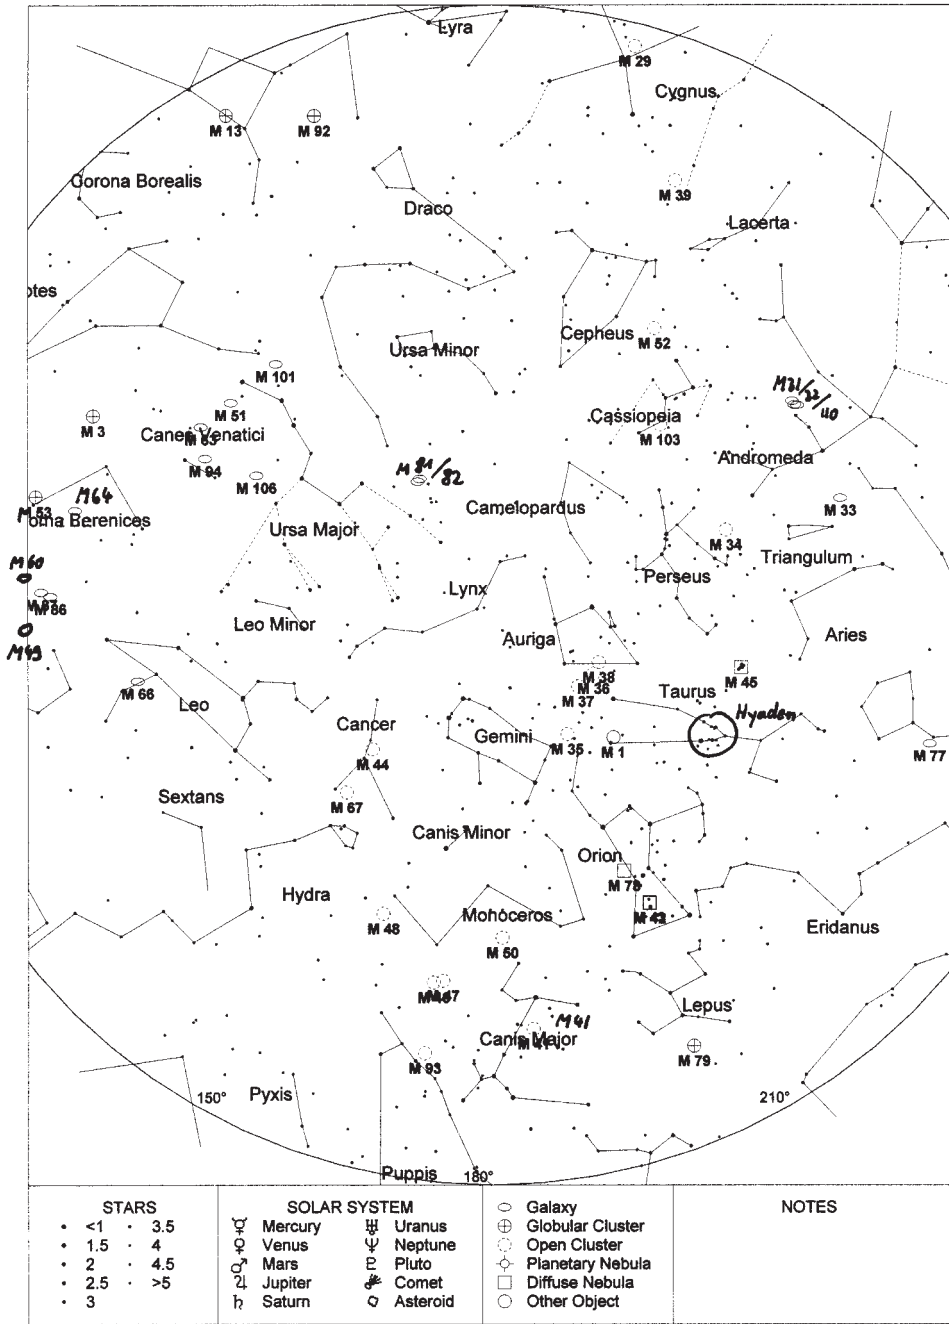 Lyra
M 29
Cygnus
M 13
M 92
Corona Borealis
M 39
Draco
Lacerta
otes
Cepheus
M 52
Ursa Minor
M 101
M31/32/110
M 51
Cassiopeia
M 3
Canes Venatici
M 63
M 103
M 94
Andromeda
M 81/82
M 106
M64
M 53
Camelopardus
M 33
oma Berenices
Ursa Major
M 34
Triangulum
M60
Perseus
Lynx
M 87
M 86
Leo Minor
Auriga
Aries
M49
M 38
M 45
M 66
M 36
Taurus
Leo
M 37
Hyaden
Cancer
Gemini
M 35
M 1
M 44
M 77
Sextans
M 67
Canis Minor
Orion
M 78
Hydra
Monoceros
M 42
M 48
Eridanus
M 50
M 46
M 47
Lepus
M41
Canis Major
M 41
M 79
M 93
150°
Pyxis
210°
Puppis
180°
STARS
<1 3.5
1.5 4
2 4.5
2.5 >5
3
SOLAR SYSTEM
Mercury Uranus
Venus Neptune
Mars Pluto
Jupiter Comet
Saturn Asteroid
Galaxy
Globular Cluster
Open Cluster
Planetary Nebula
Diffuse Nebula
Other Object
NOTES